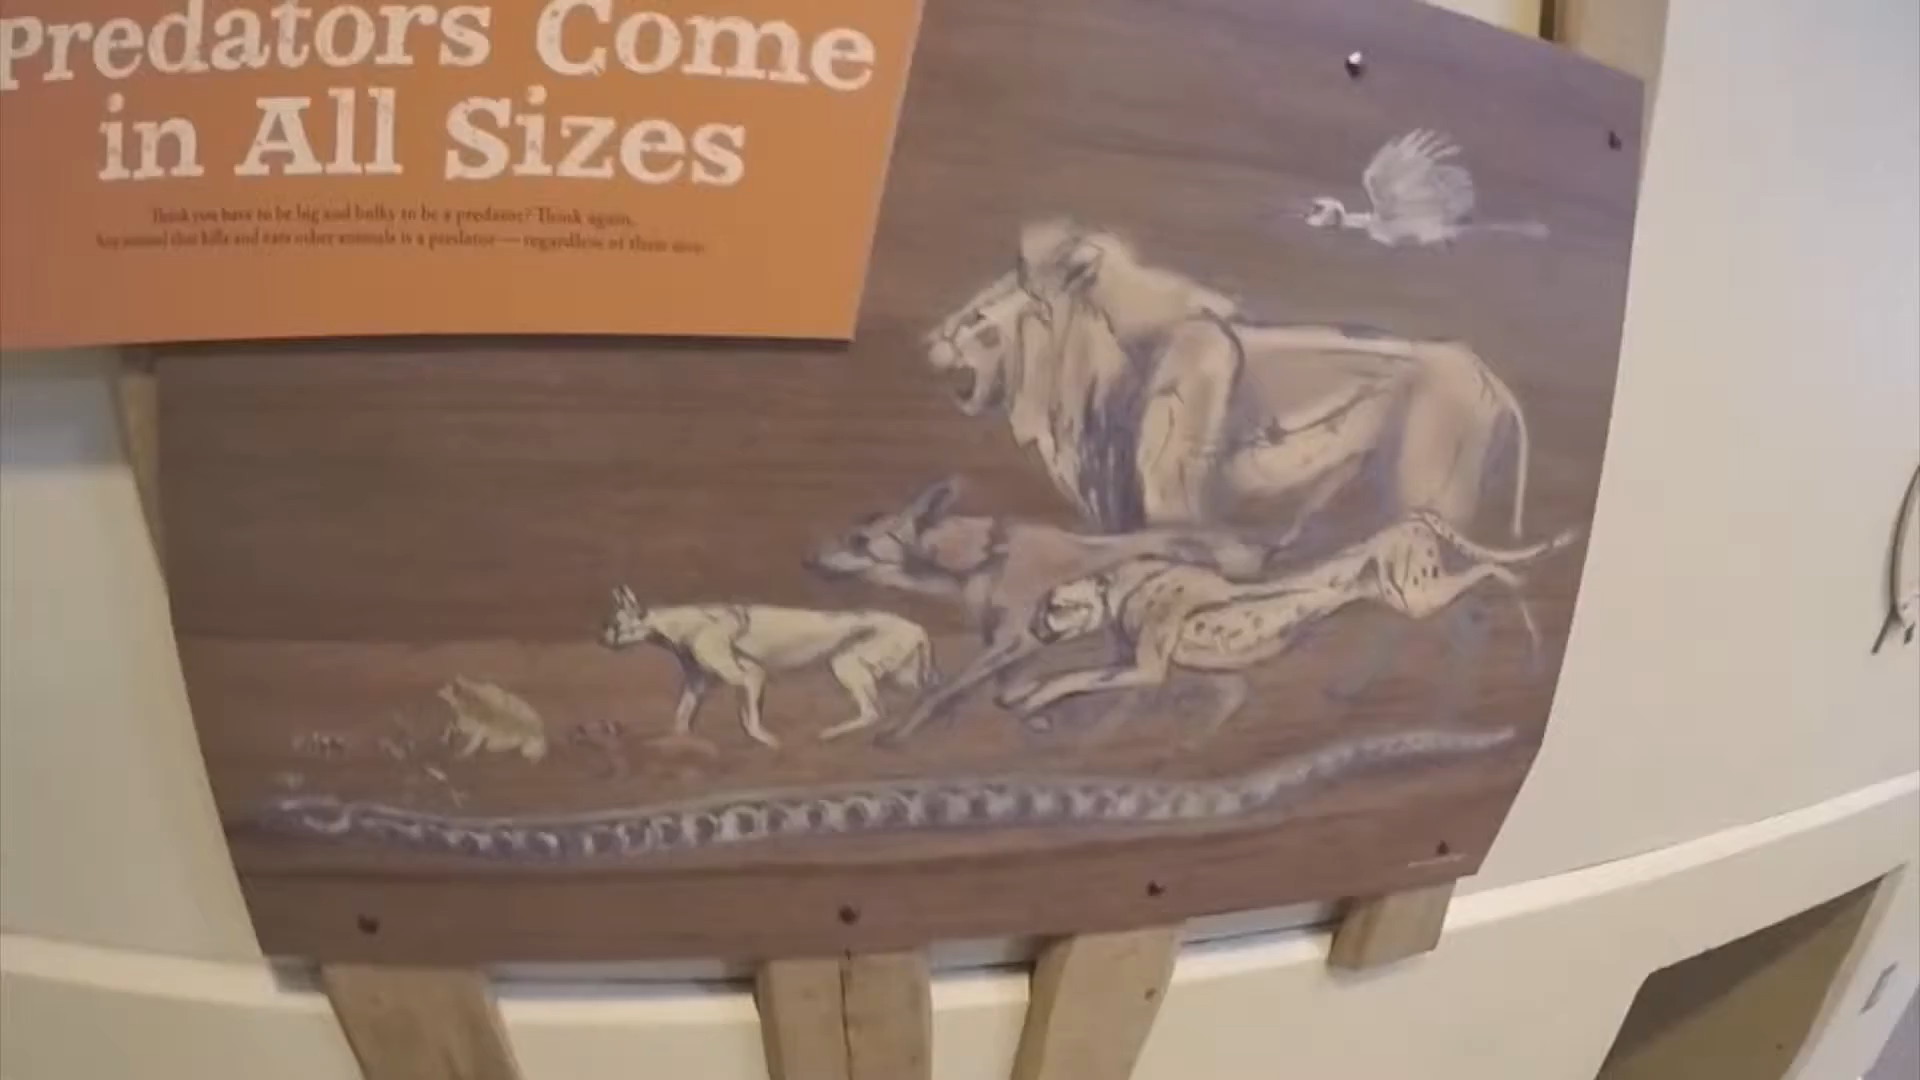 Predators Come
in All Sizes
Think you have to be big and bulky to be a predator? Think again.
Any animal that kills and eats other animals is a predator — regardless of their size.